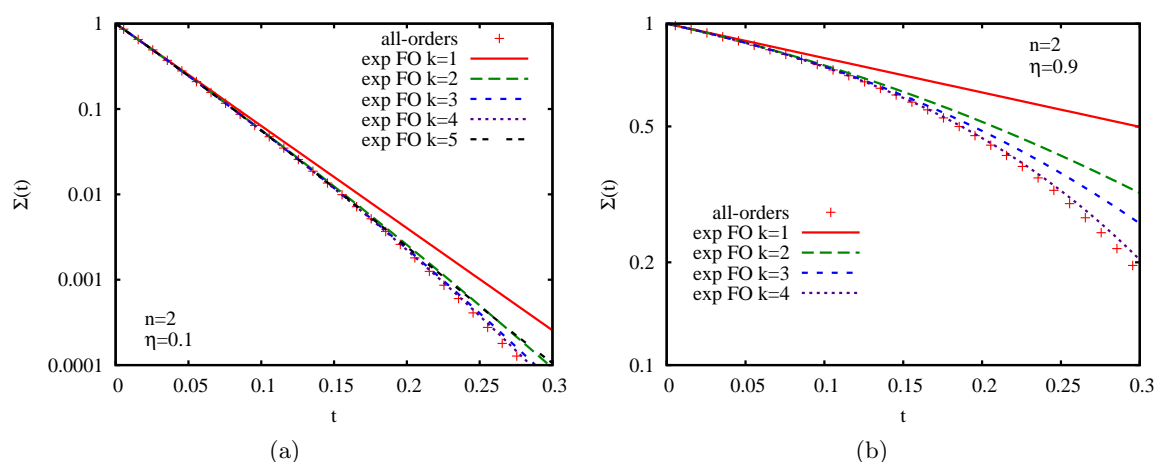 1
0.1
0.01
0.001
0.0001
Σ(t)
all-orders
exp FO k=1
exp FO k=2
exp FO k=3
exp FO k=4
exp FO k=5
n=2
η=0.1
0 0.05 0.1 0.15 0.2 0.25 0.3
t
(a)
1
0.5
0.2
0.1
Σ(t)
n=2
η=0.9
all-orders
exp FO k=1
exp FO k=2
exp FO k=3
exp FO k=4
0 0.05 0.1 0.15 0.2 0.25 0.3
t
(b)